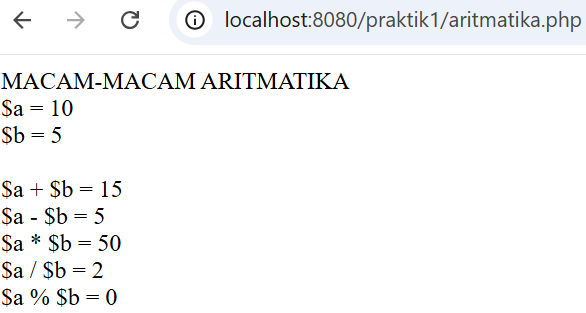 localhost:8080/praktik1/aritmatika.php
MACAM-MACAM ARITMATIKA
$a = 10
$b = 5
$a + $b = 15
$a - $b = 5
$a * $b = 50
$a / $b = 2
$a % $b = 0